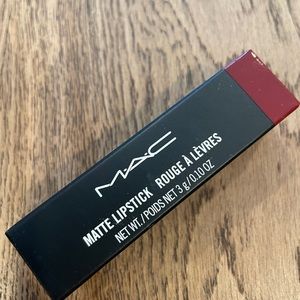 MAC
MATTE LIPSTICK ROUGE À LÈVRES
NET WT./POIDS NET 3 g/0.10 OZ